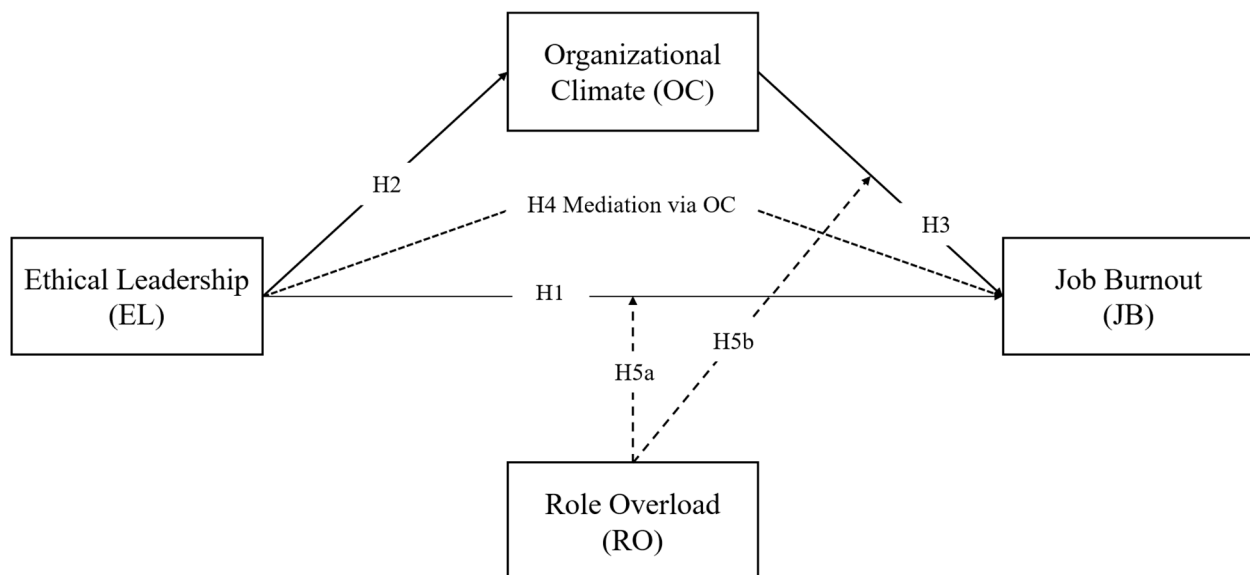 Organizational
Climate (OC)
H2
H4 Mediation via OC
H3
Ethical Leadership
(EL)
H1
Job Burnout
(JB)
H5b
H5a
Role Overload
(RO)